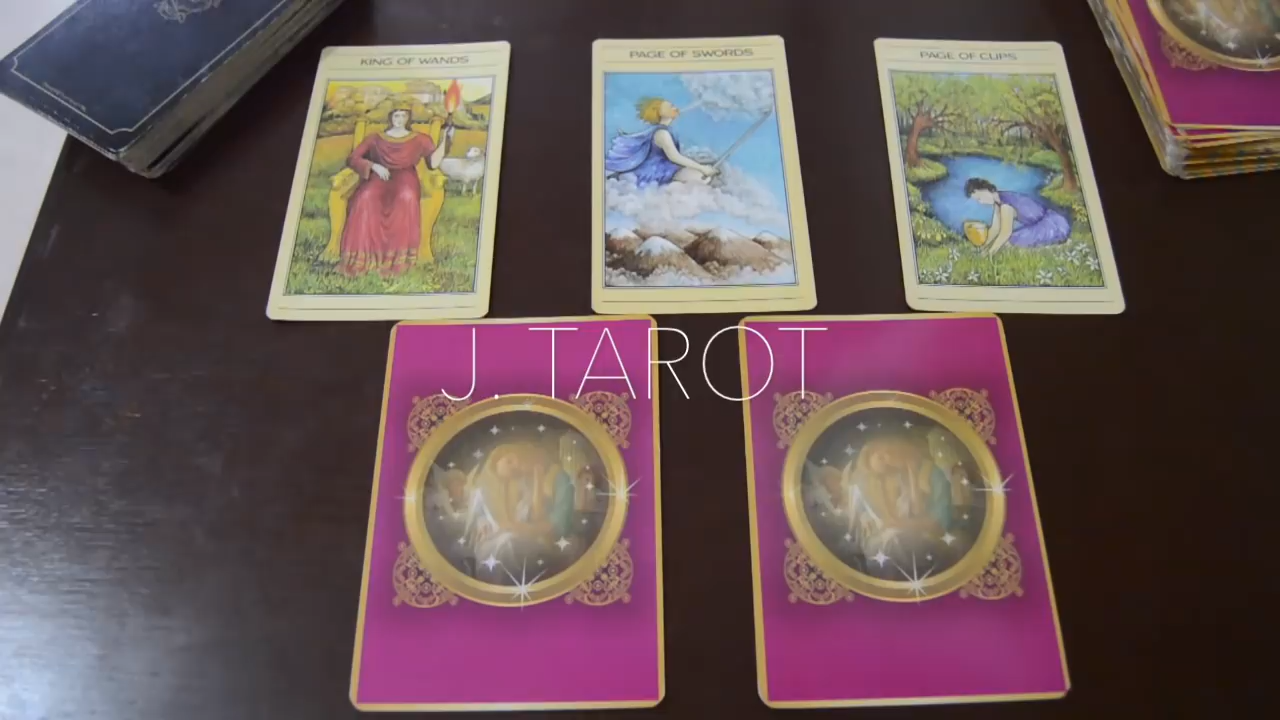 KING OF WANDS
PAGE OF SWORDS
PAGE OF CUPS
J. TAROT